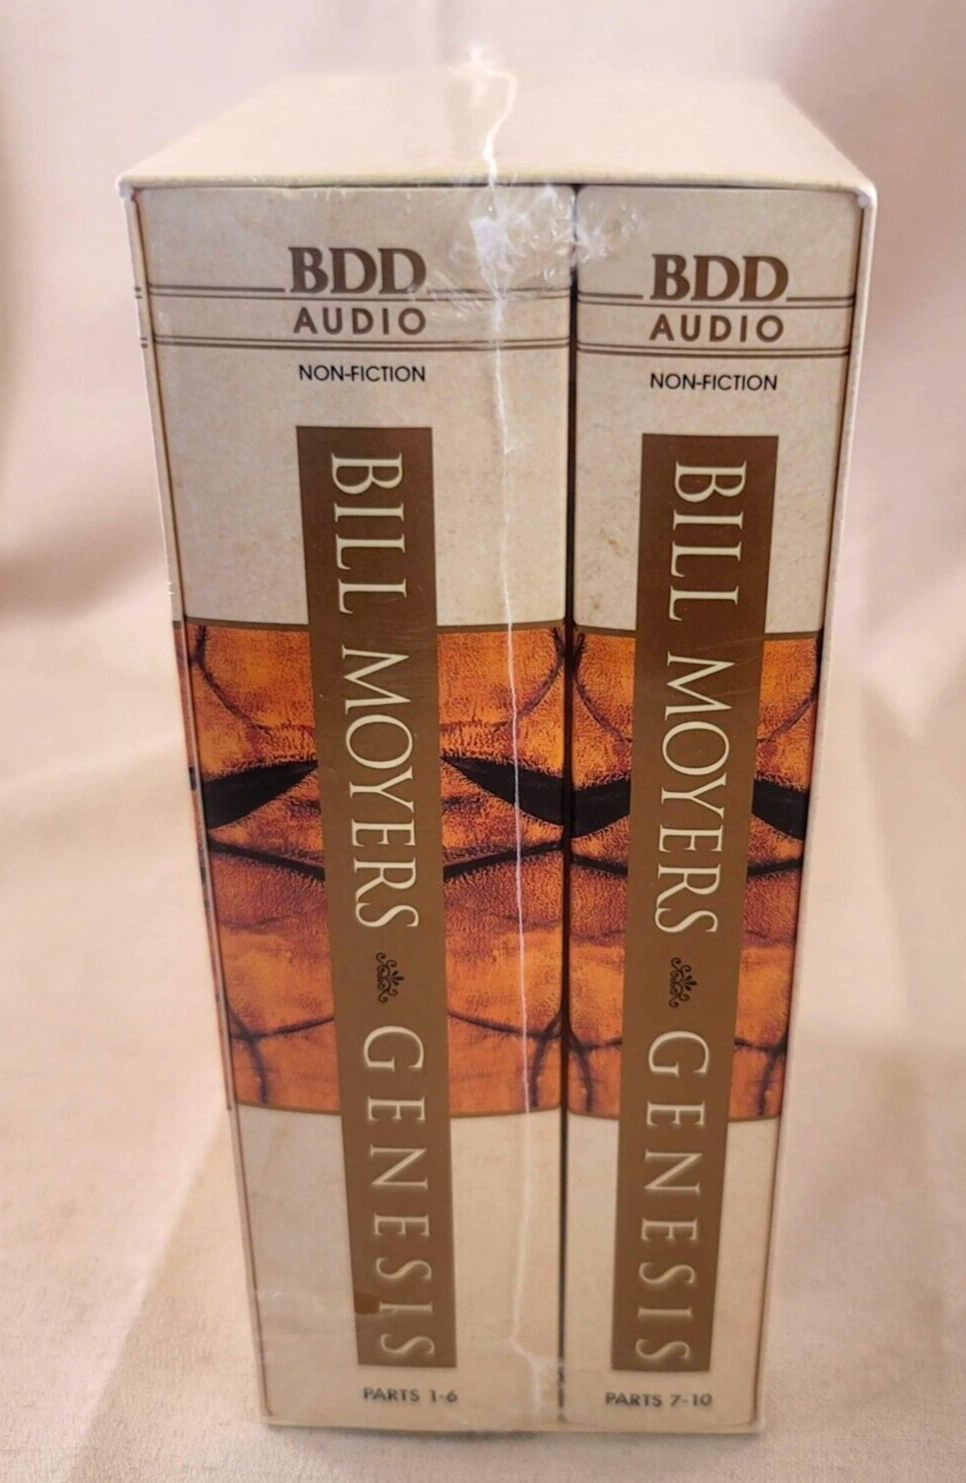 BDD
AUDIO
NON-FICTION
BILL MOYERS GENESIS
PARTS 1-6
BDD
AUDIO
NON-FICTION
BILL MOYERS GENESIS
PARTS 7-10